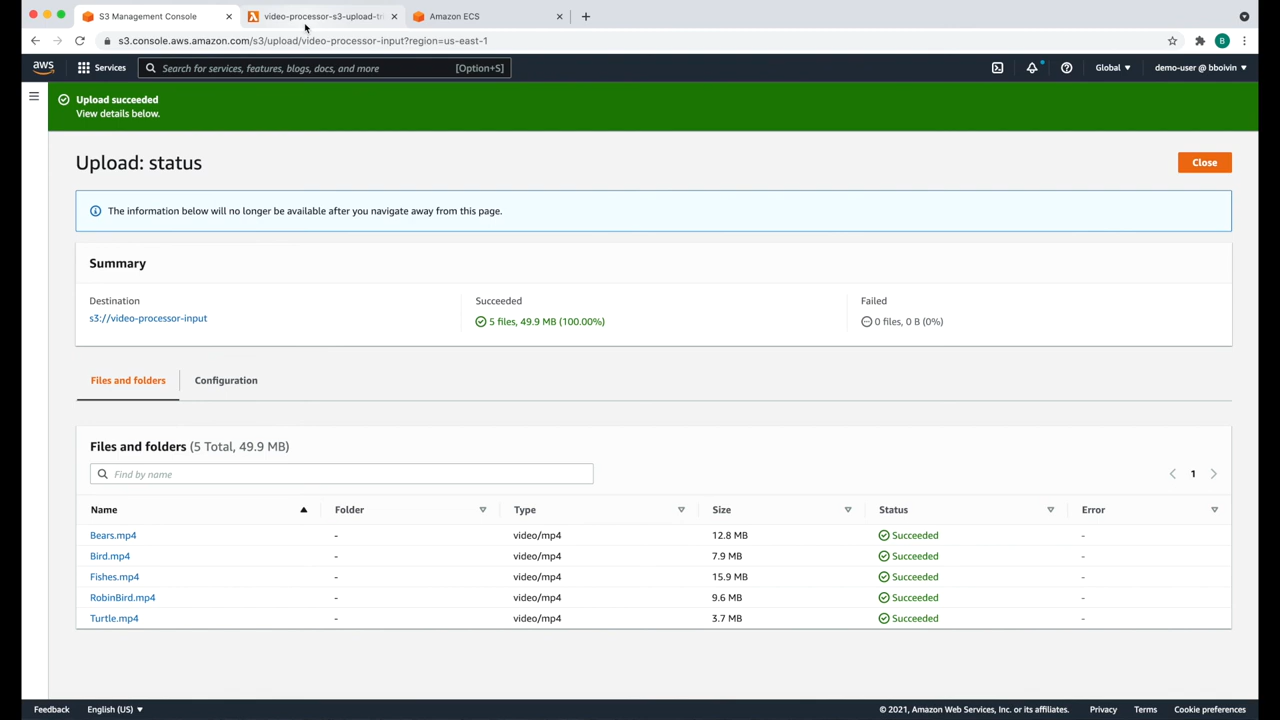 S3 Management Console
video-processor-s3-upload-tri
Amazon ECS
s3.console.aws.amazon.com/s3/upload/video-processor-input?region=us-east-1
B
aws
Services
Search for services, features, blogs, docs, and more
[Option+S]
Global
demo-user @ bboivin
Upload succeeded
View details below.
Upload: status
Close
The information below will no longer be available after you navigate away from this page.
Summary
Destination
Succeeded
Failed
s3://video-processor-input
5 files, 49.9 MB (100.00%)
0 files, 0 B (0%)
Files and folders
Configuration
Files and folders (5 Total, 49.9 MB)
Find by name
1
Name Folder Type Size Status Error
Bears.mp4 - video/mp4 12.8 MB Succeeded -
Bird.mp4 - video/mp4 7.9 MB Succeeded -
Fishes.mp4 - video/mp4 15.9 MB Succeeded -
RobinBird.mp4 - video/mp4 9.6 MB Succeeded -
Turtle.mp4 - video/mp4 3.7 MB Succeeded -
Feedback
English (US)
© 2021, Amazon Web Services, Inc. or its affiliates.
Privacy
Terms
Cookie preferences